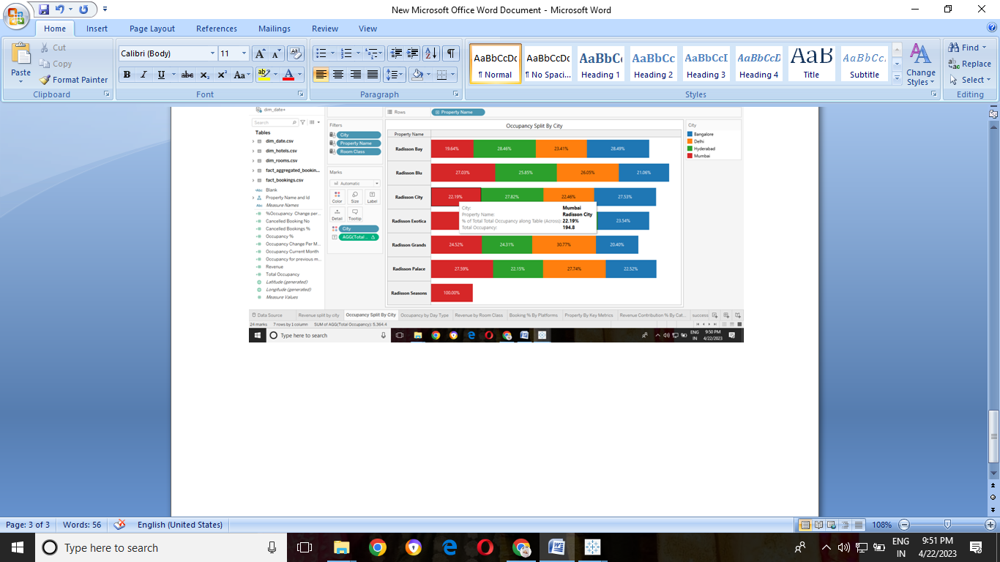 New Microsoft Office Word Document - Microsoft Word
Home Insert Page Layout References Mailings Review View
Paste
Cut
Copy
Format Painter
Clipboard
Calibri (Body) 11
B I U abc X₂ X² Aa ab A
Font
Paragraph
AaBbCcDc AaBbCcDc AaBbC AaBbCc AaBbCcI AaBbCcD AaB AaBbCc.
¶ Normal ¶ No Spaci... Heading 1 Heading 2 Heading 3 Heading 4 Title Subtitle
Change Styles
Styles
Find
Replace
Select
Editing
dim_date+
Search
Tables
dim_date.csv
dim_hotels.csv
dim_rooms.csv
fact_aggregated_bookin...
fact_bookings.csv
Blank
Property Name and Id
Measure Names
%Occupancy Change per...
Cancelled Booking No
Cancelled Bookings %
Occupancy %
Occupancy Change Per M...
Occupancy Current Month
Occupancy for previous m...
Revenue
Total Occupancy
Latitude (generated)
Longitude (generated)
Measure Values
Filters
City
Property Name
Room Class
Marks
Automatic
Color Size Label
Detail Tooltip
City
AGG(Total... Δ
Rows Property Name
Occupancy Split By City
Property Name
Radisson Bay 19.64% 28.46% 23.41% 28.49%
Radisson Blu 27.03% 25.85% 26.05% 21.06%
Radisson City 22.19% 27.82% 22.46% 27.53%
Radisson Exotica 23.54%
Radisson Grands 24.52% 24.31% 30.77% 20.40%
Radisson Palace 27.59% 22.15% 27.74% 22.52%
Radisson Seasons 100.00%
City: Mumbai
Property Name: Radisson City
% of Total Total Occupancy along Table (Across): 22.19%
Total Occupancy: 194.8
City
Bangalore
Delhi
Hyderabad
Mumbai
Data Source Revenue split by city Occupancy Split By City Occupancy by Day Type Revenue by Room Class Booking % By Platforms Property By Key Metrics Revenue Contribution % By Cat... success
24 marks 7 rows by 1 column SUM of AGG(Total Occupancy): 5,364.4
Type here to search
ENG
IN
9:50 PM
4/22/2023
Page: 3 of 3 Words: 56 English (United States) 108%
Type here to search
ENG
IN
9:51 PM
4/22/2023